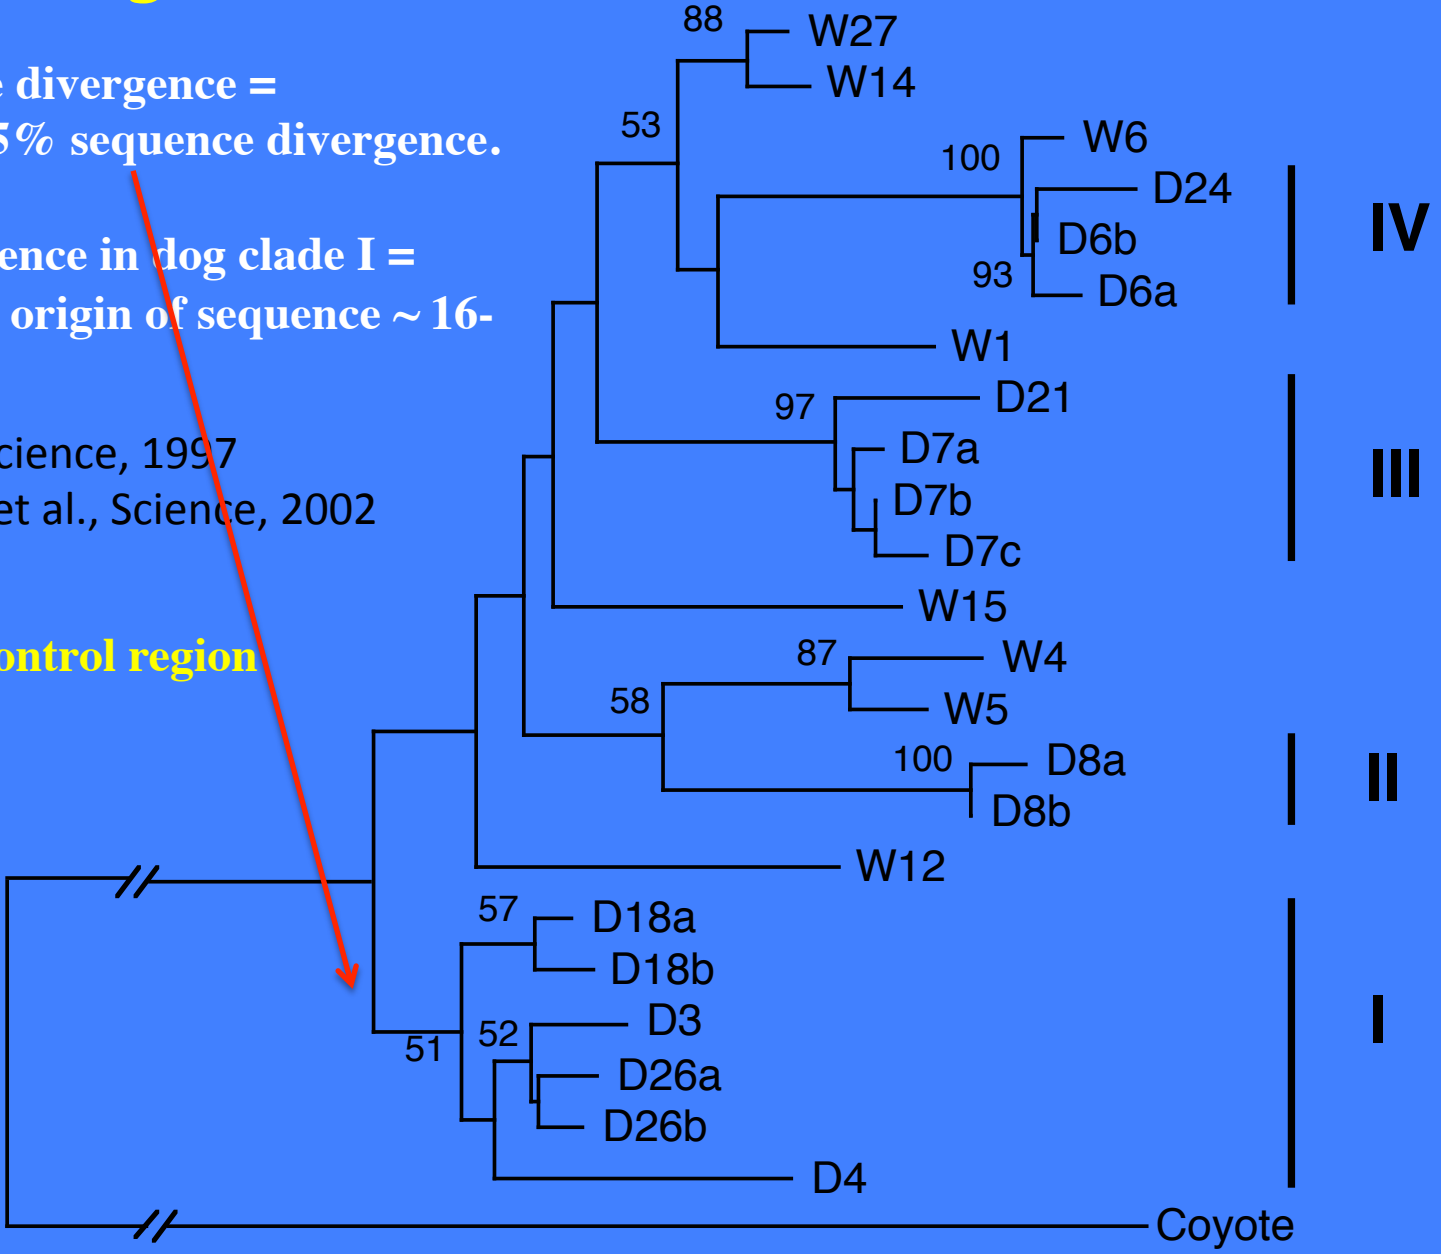 divergence =
5% sequence divergence.
ence in dog clade I =
origin of sequence ~ 16-
cience, 1997
et al., Science, 2002
ontrol region
88
W27
W14
53
W6
100
D24
IV
D6b
93
D6a
W1
D21
97
D7a
III
D7b
D7c
W15
W4
87
W5
58
D8a
100
II
D8b
W12
57
D18a
D18b
D3
52
I
51
D26a
D26b
D4
Coyote